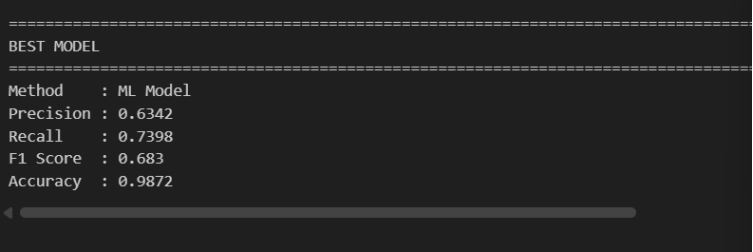 ====================================================================================
BEST MODEL
====================================================================================
Method    : ML Model
Precision : 0.6342
Recall    : 0.7398
F1 Score  : 0.683
Accuracy  : 0.9872